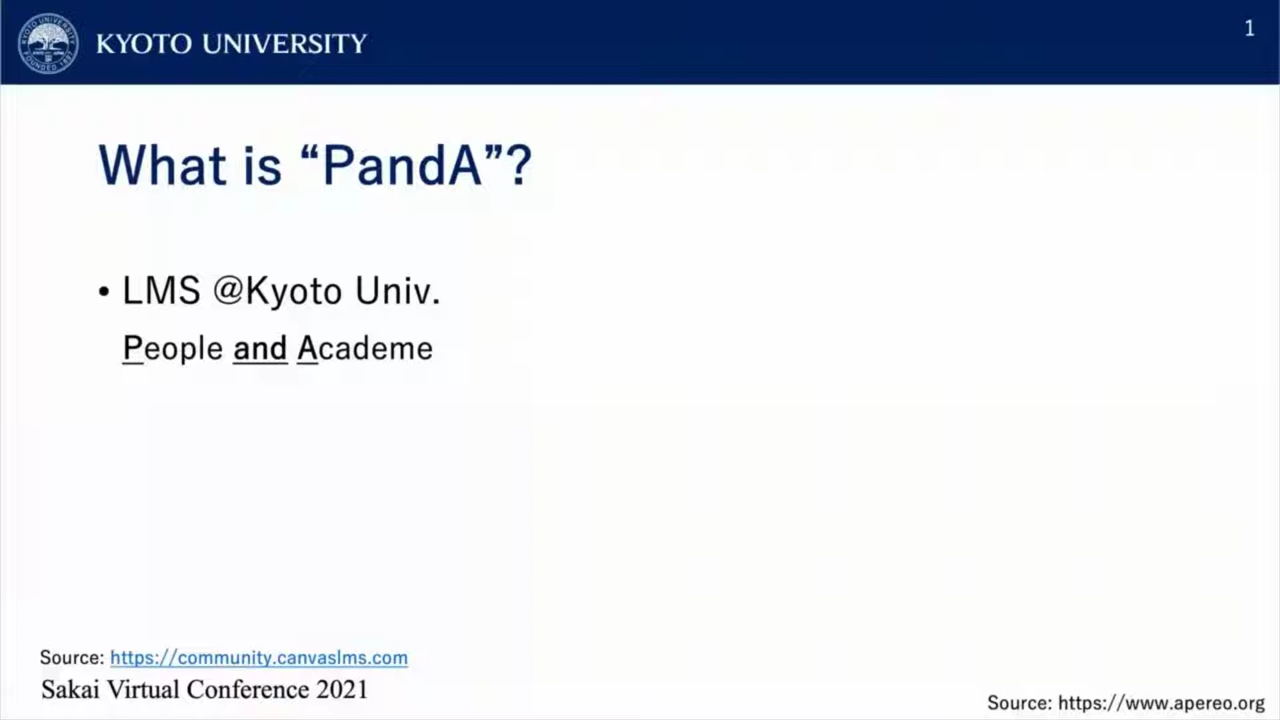 KYOTO UNIVERSITY
1
What is “PandA”?
• LMS @Kyoto Univ.
People and Academe
Source: https://community.canvaslms.com
Sakai Virtual Conference 2021
Source: https://www.apereo.org